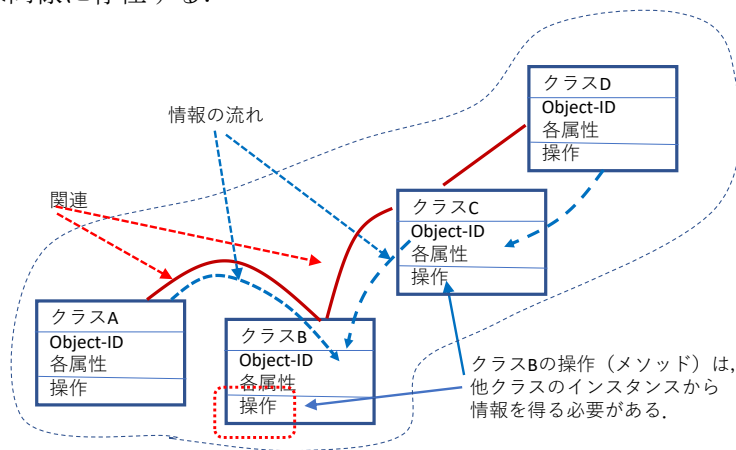 クラスD
Object-ID
各属性
操作
情報の流れ
関連
クラスC
Object-ID
各属性
操作
クラスA
Object-ID
各属性
操作
クラスB
Object-ID
各属性
操作
クラスBの操作（メソッド）は，
他クラスのインスタンスから
情報を得る必要がある．